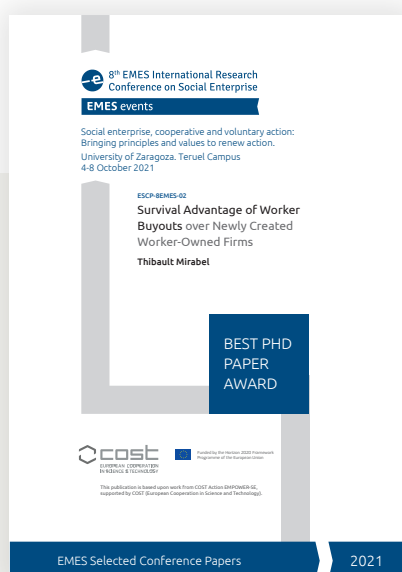 8th EMES International Research
Conference on Social Enterprise
EMES events
Social enterprise, cooperative and voluntary action:
Bringing principles and values to renew action.
University of Zaragoza. Teruel Campus
4-8 October 2021
ESCP-8EMES-02
Survival Advantage of Worker
Buyouts over Newly Created
Worker-Owned Firms
Thibault Mirabel
BEST PHD
PAPER
AWARD
cost
EUROPEAN COOPERATION
IN SCIENCE & TECHNOLOGY
Funded by the Horizon 2020 Framework
Programme of the European Union
This publication is based upon work from COST Action EMPOWER-SE,
supported by COST (European Cooperation in Science and Technology).
EMES Selected Conference Papers
2021